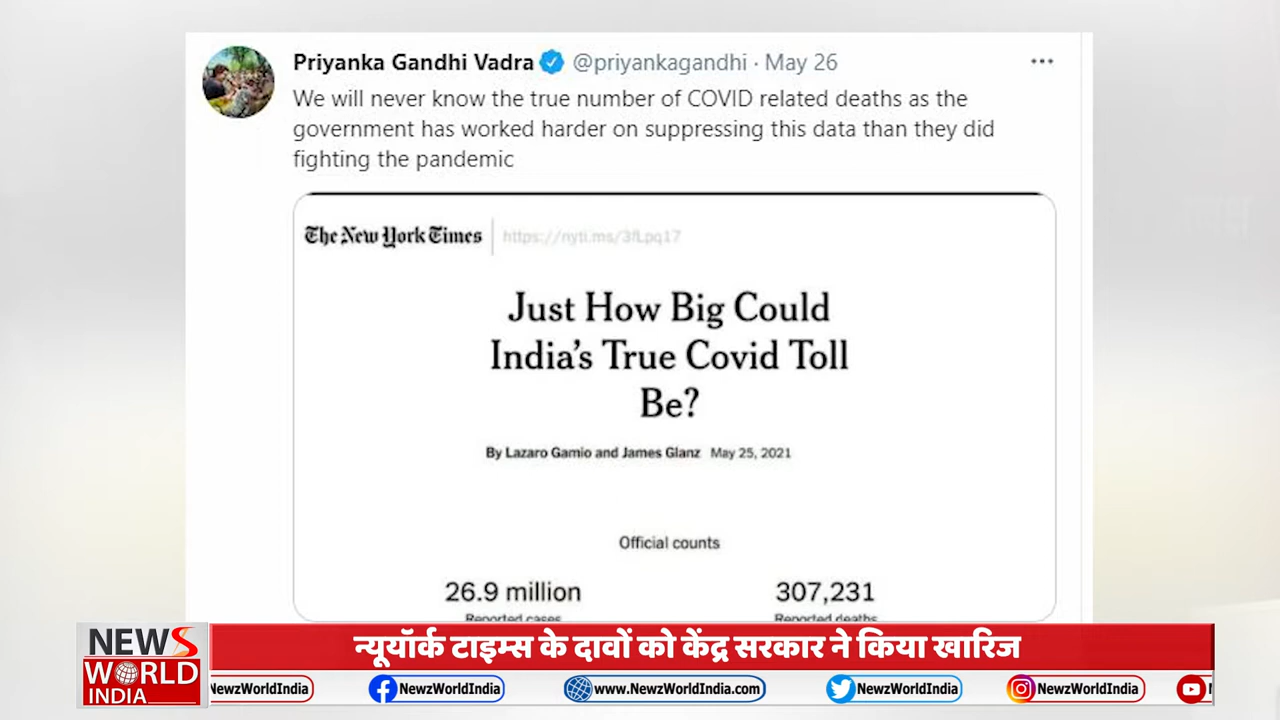 Priyanka Gandhi Vadra @priyankagandhi · May 26
We will never know the true number of COVID related deaths as the
government has worked harder on suppressing this data than they did
fighting the pandemic
The New York Times https://nyti.ms/3fLpq17
Just How Big Could
India's True Covid Toll
Be?
By Lazaro Gamio and James Glanz May 25, 2021
Official counts
26.9 million 307,231
Reported cases Reported deaths
न्यूयॉर्क टाइम्स के दावों को केंद्र सरकार ने किया खारिज
NEWS
WORLD
INDIA
NewzWorldIndia NewzWorldIndia www.NewzWorldIndia.com NewzWorldIndia NewzWorldIndia